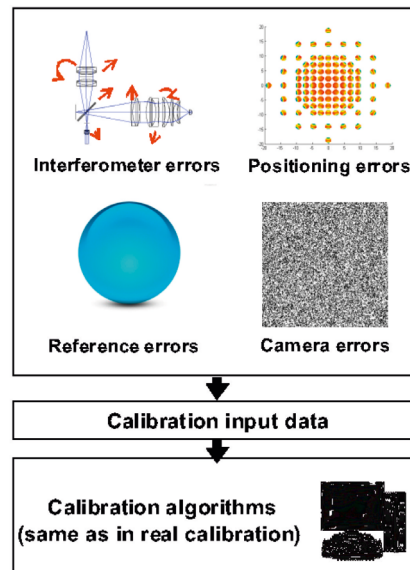 Interferometer errors
Positioning errors
Reference errors
Camera errors
Calibration input data
Calibration algorithms
(same as in real calibration)